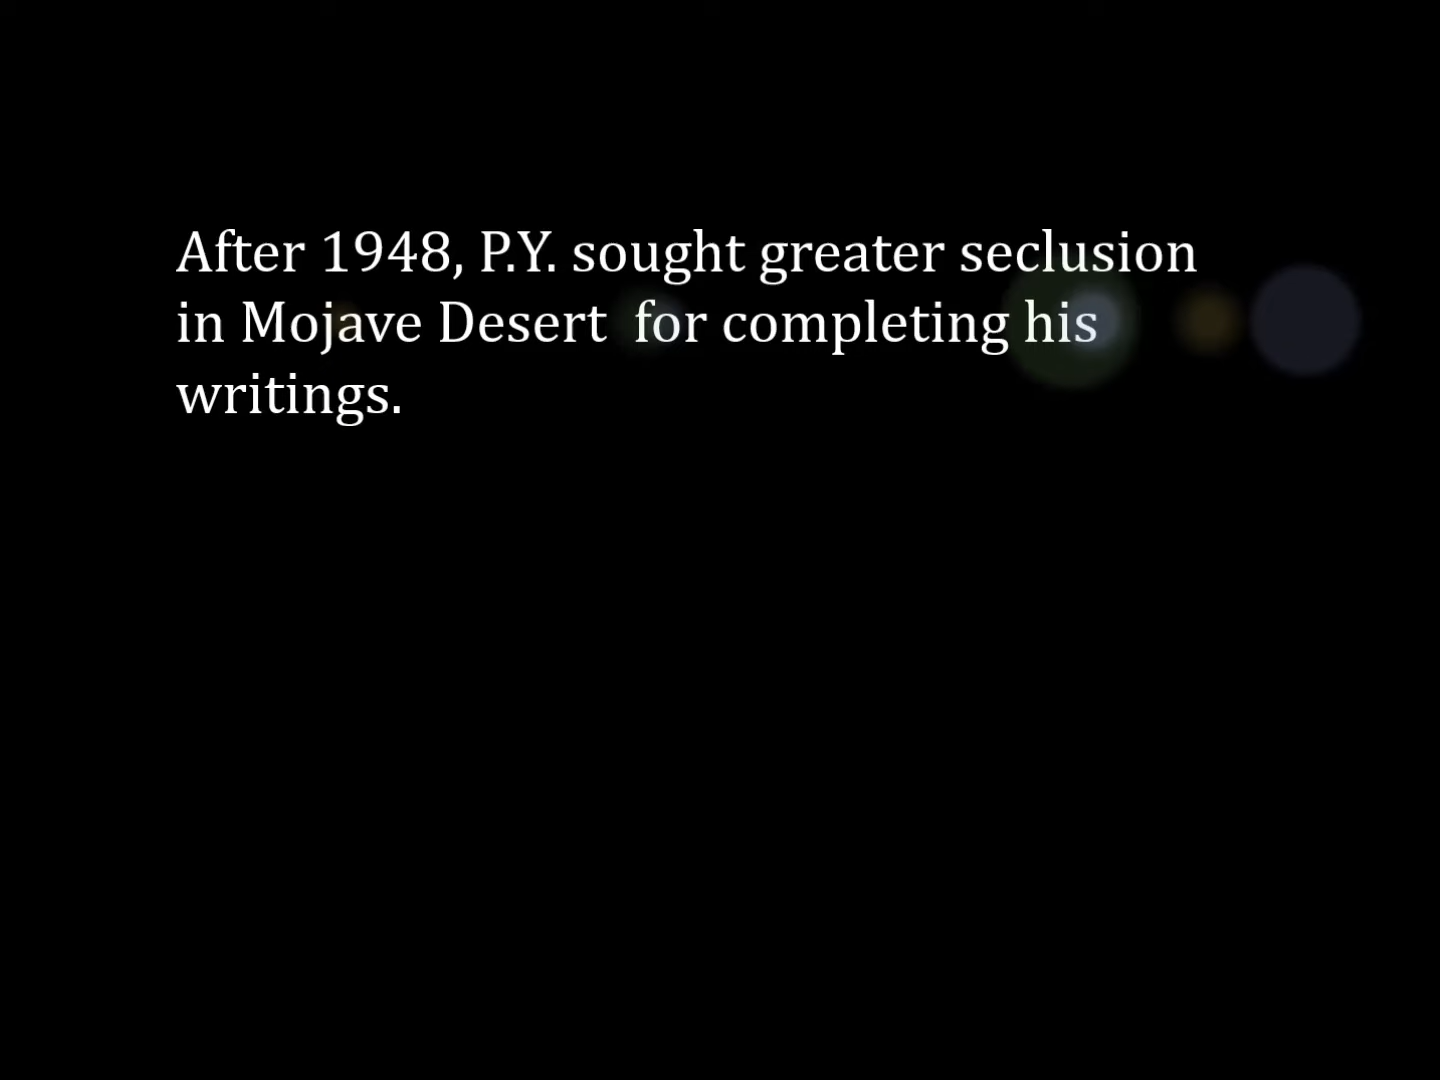 After 1948, P.Y. sought greater seclusion
in Mojave Desert  for completing his
writings.